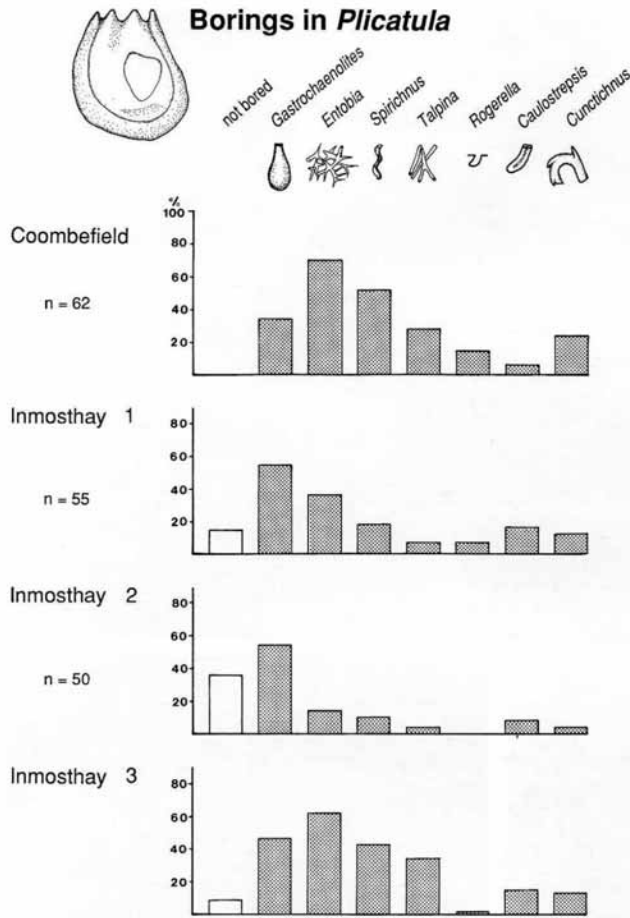 Borings in Plicatula
not bored
Gastrochaenolites
Entobia
Spirichnus
Talpina
Rogerella
Caulostrepsis
Cunctichnus
Coombefield
n = 62
%
100
80
60
40
20
Inmosthay 1
n = 55
80
60
40
20
Inmosthay 2
n = 50
80
60
40
20
Inmosthay 3
80
60
40
20